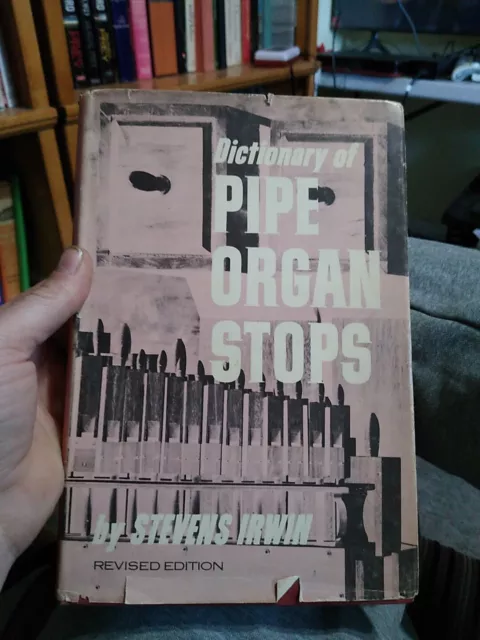 Dictionary of
PIPE
ORGAN
STOPS
by STEVENS IRWIN
REVISED EDITION